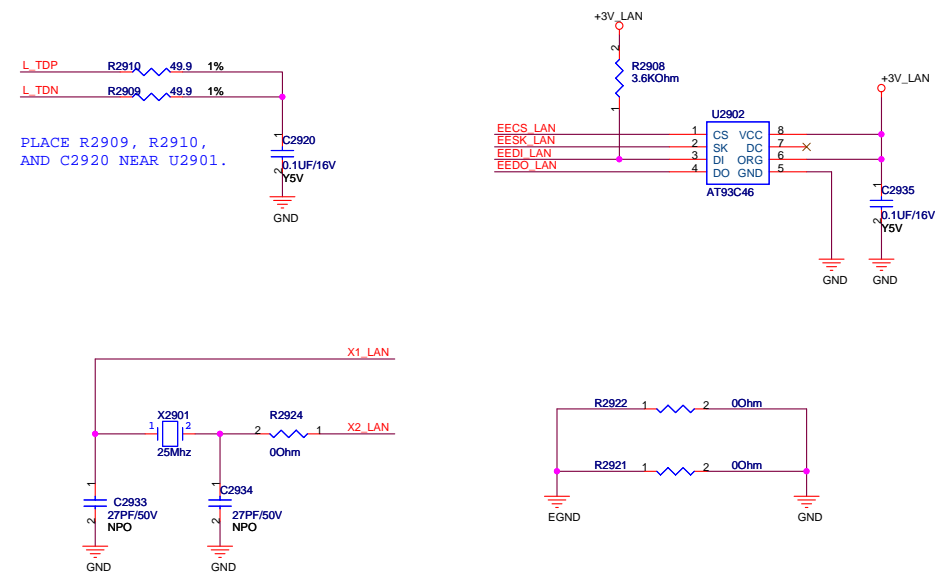 L_TDP R2910 49.9 1%
L_TDN R2909 49.9 1%
PLACE R2909, R2910,
AND C2920 NEAR U2901.
1
C2920
0.1UF/16V
2
Y5V
GND
+3V_LAN
2
R2908
3.6KOhm
1
+3V_LAN
U2902
EECS_LAN 1 CS VCC 8
EESK_LAN 2 SK DC 7
EEDI_LAN 3 DI ORG 6
EEDO_LAN 4 DO GND 5
AT93C46
1
C2935
0.1UF/16V
2
Y5V
GND GND
X1_LAN
X2901 R2924
1 2 2 1 X2_LAN
25Mhz 0Ohm
1 1
C2933 C2934
27PF/50V 27PF/50V
2 NPO 2 NPO
GND GND
R2922 1 2 0Ohm
R2921 1 2 0Ohm
EGND GND